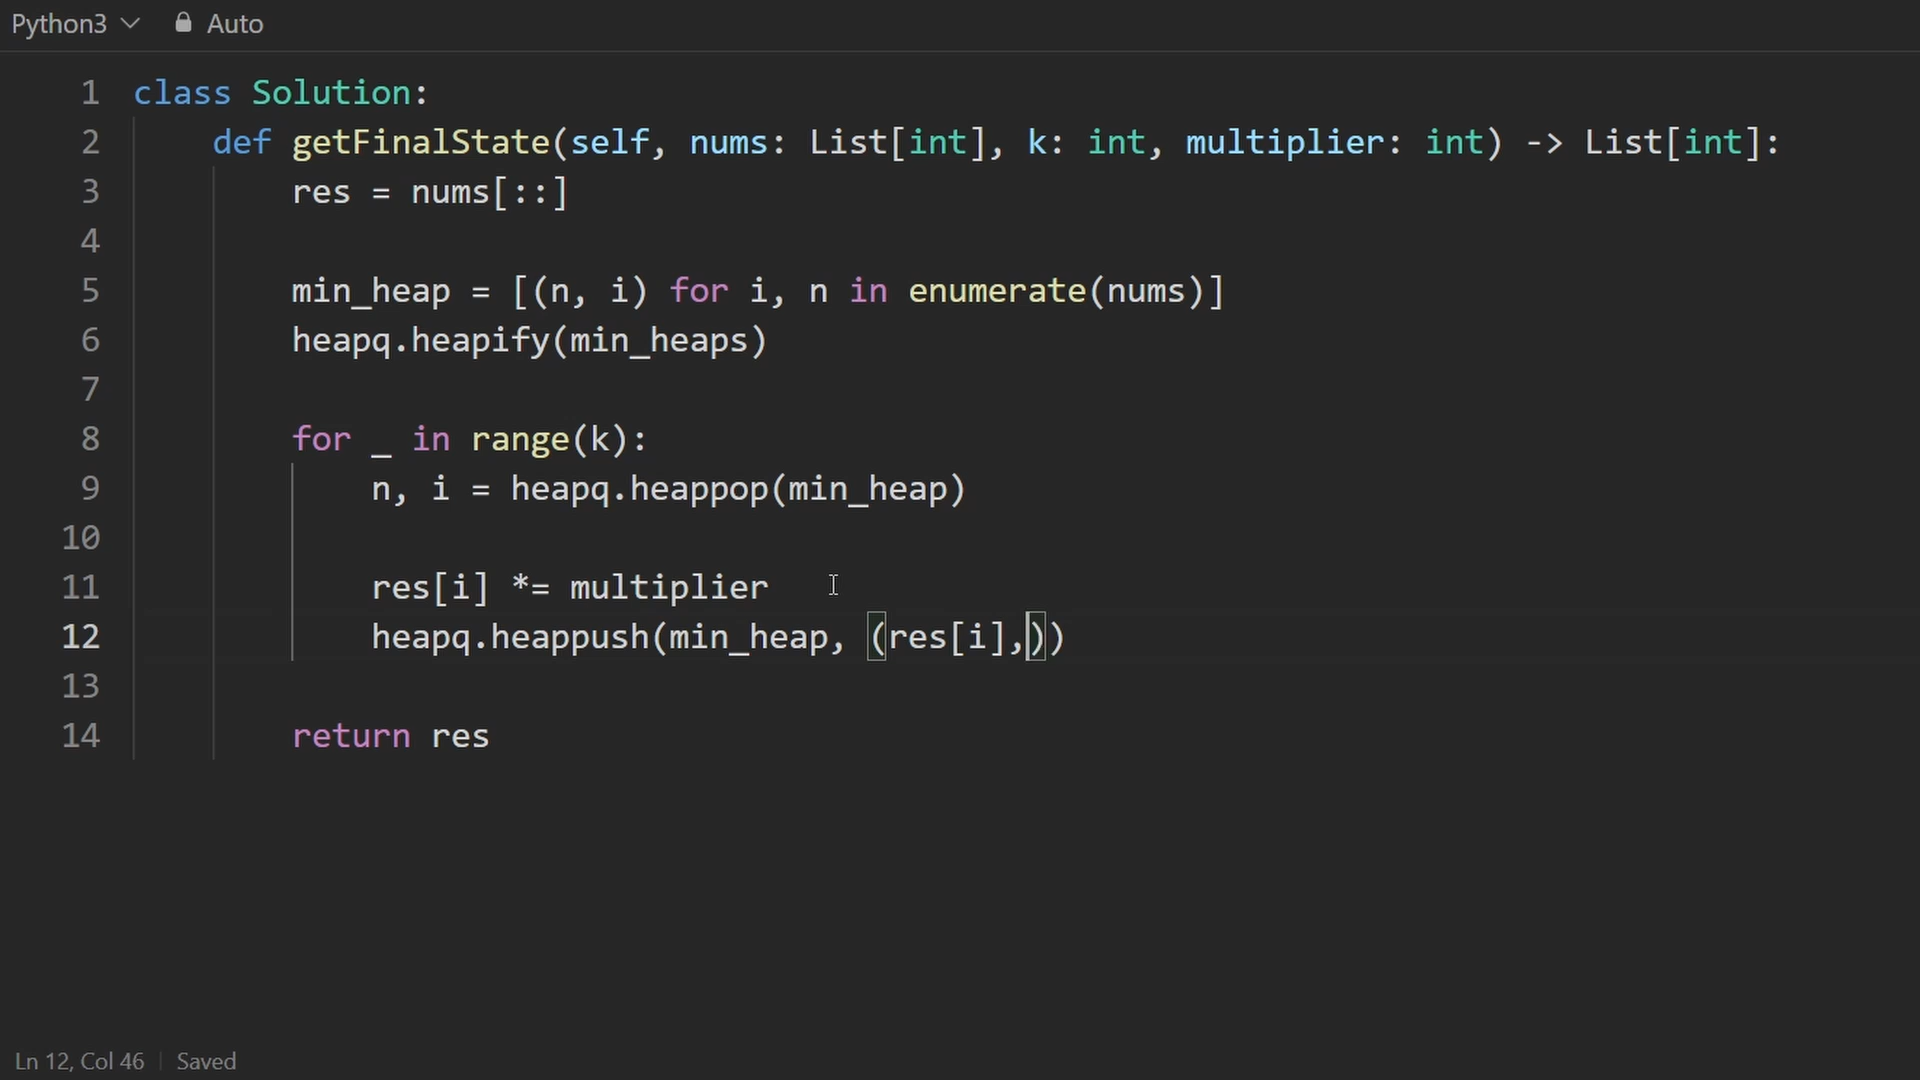 Python3 Auto
1 class Solution:
2 def getFinalState(self, nums: List[int], k: int, multiplier: int) -> List[int]:
3 res = nums[::]
4
5 min_heap = [(n, i) for i, n in enumerate(nums)]
6 heapq.heapify(min_heaps)
7
8 for _ in range(k):
9 n, i = heapq.heappop(min_heap)
10
11 res[i] *= multiplier
12 heapq.heappush(min_heap, (res[i],))
13
14 return res
Ln 12, Col 46 Saved